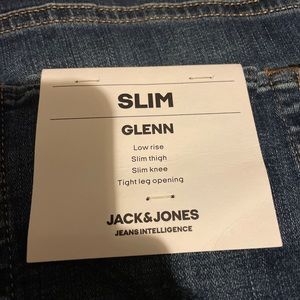 SLIM
GLENN
Low rise
Slim thigh
Slim knee
Tight leg opening
JACK&JONES
JEANS INTELLIGENCE